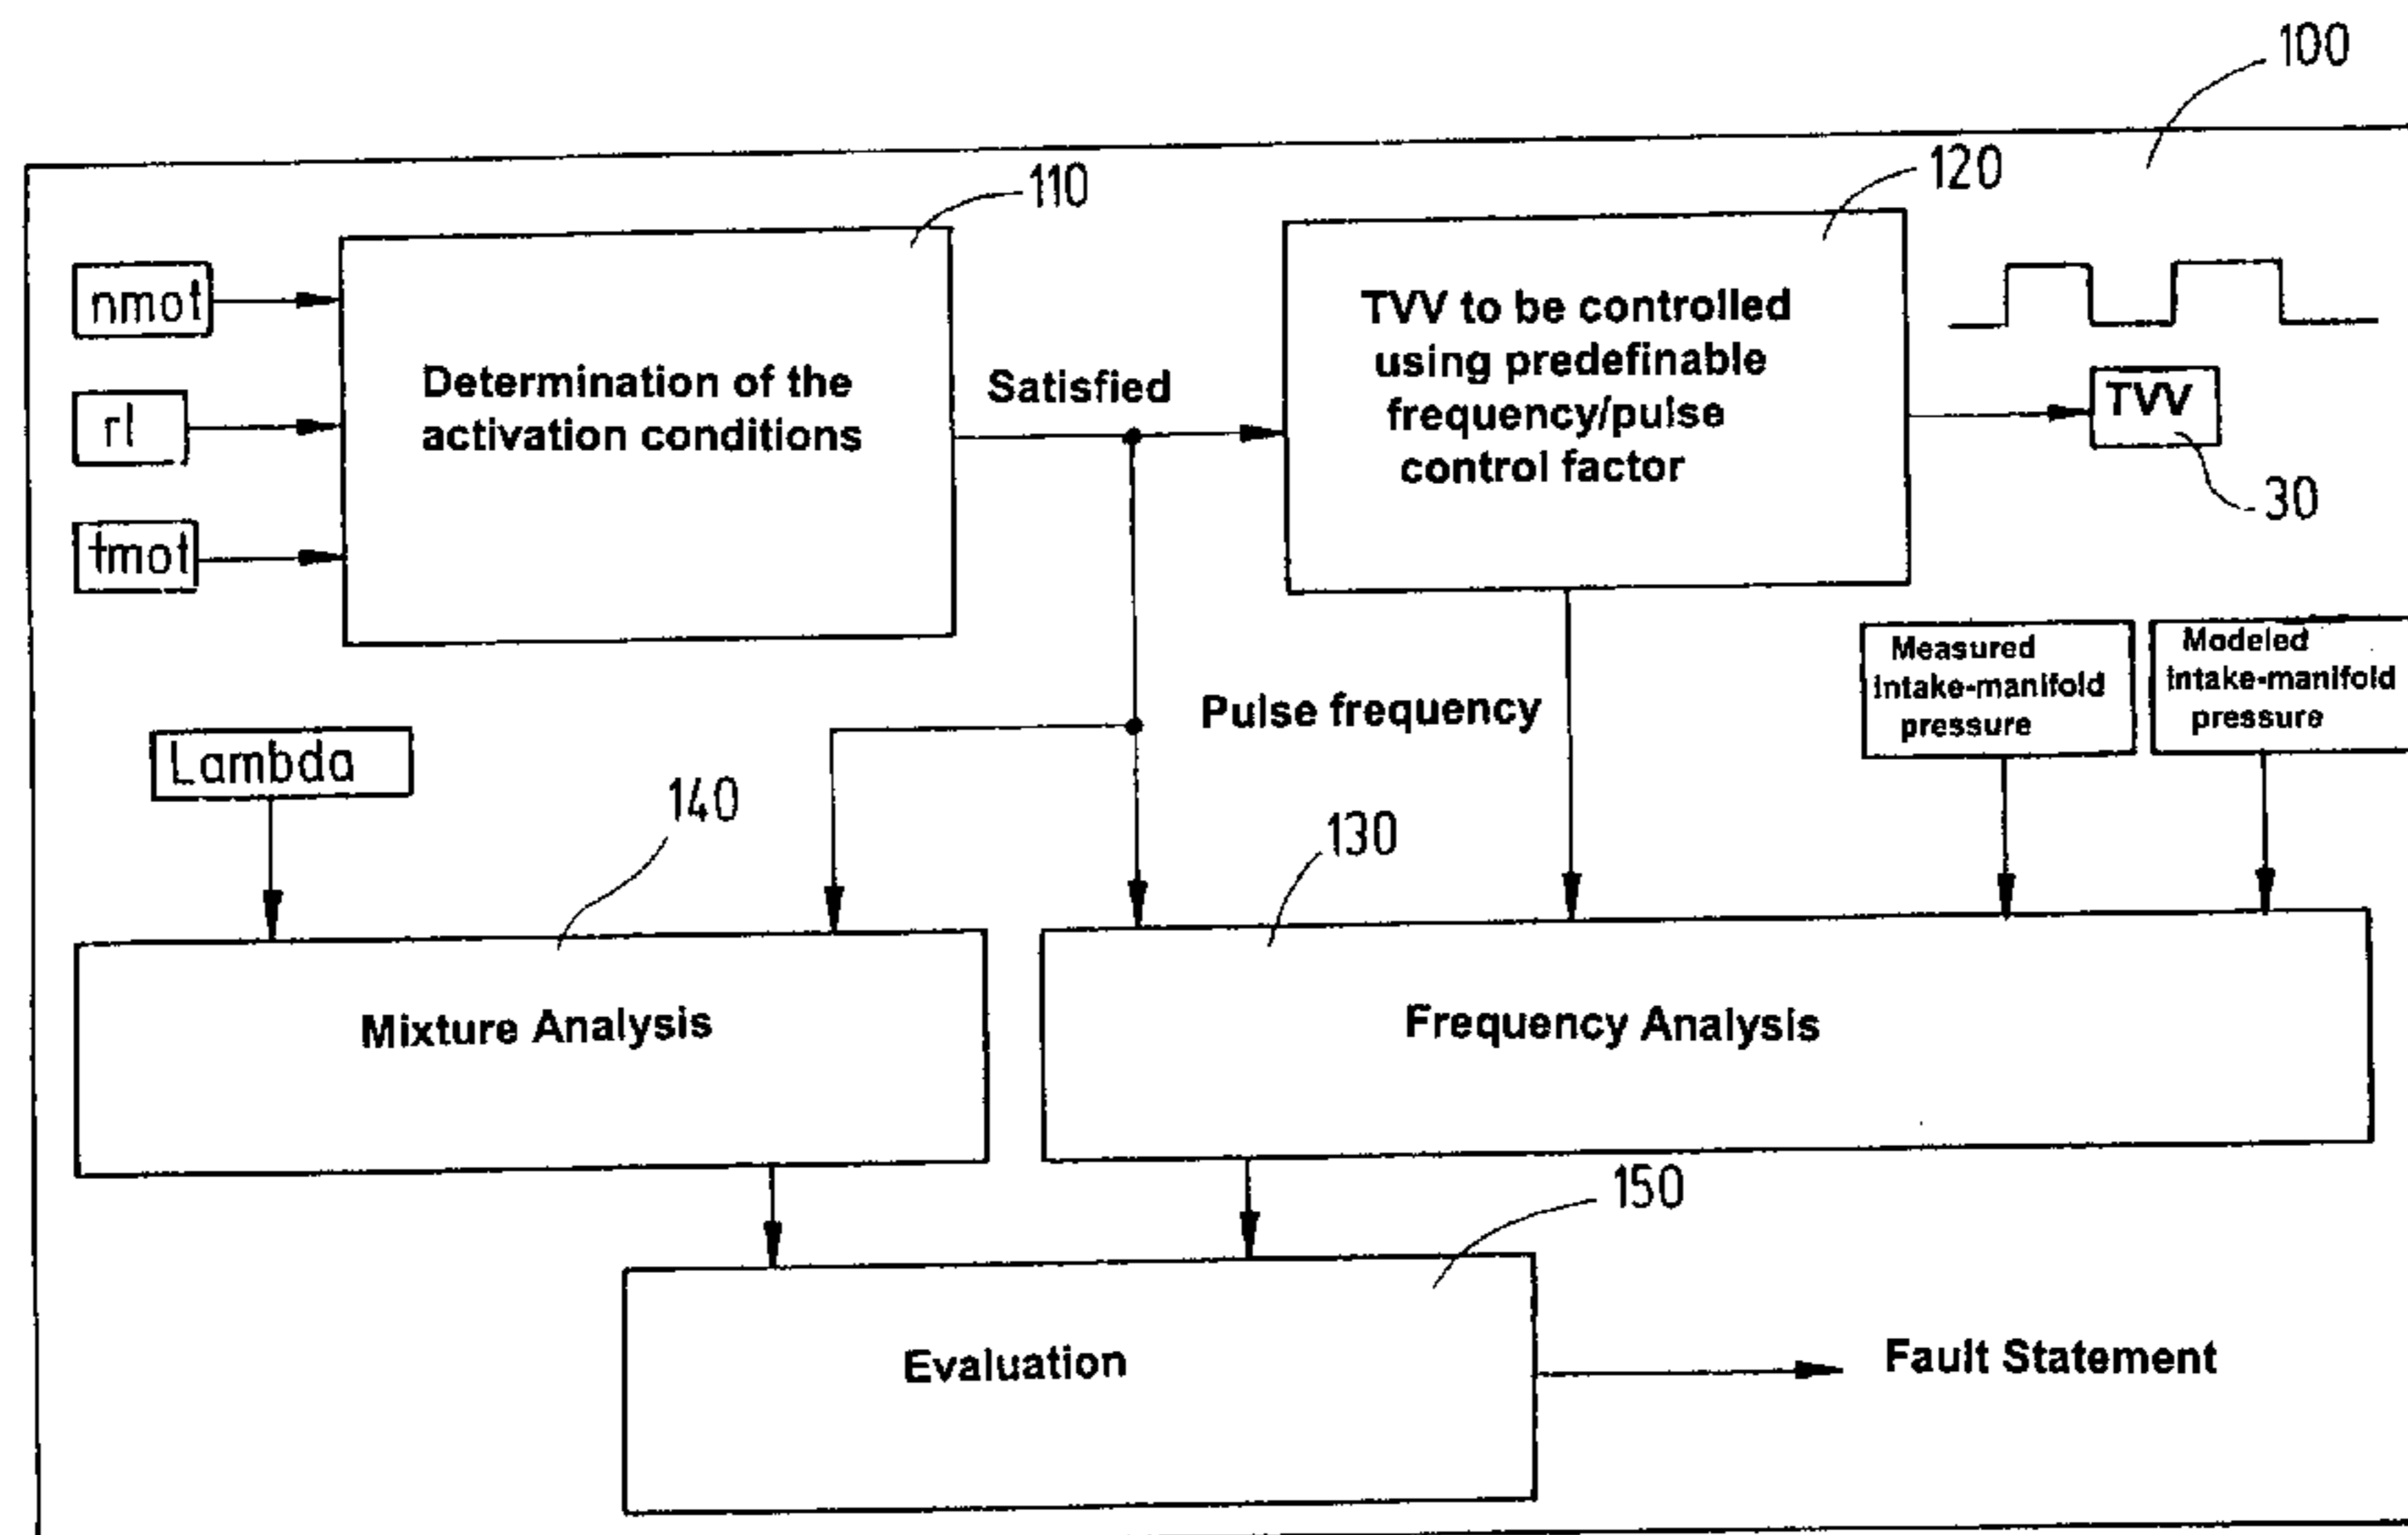 100
110
120
nmot
rl
tmot
Determination of the
activation conditions
Satisfied
TVV to be controlled
using predefinable
frequency/pulse
control factor
TVV
30
Measured
Intake-manifold
pressure
Modeled
Intake-manifold
pressure
Pulse frequency
Lambda
140
130
Mixture Analysis
Frequency Analysis
150
Evaluation
Fault Statement